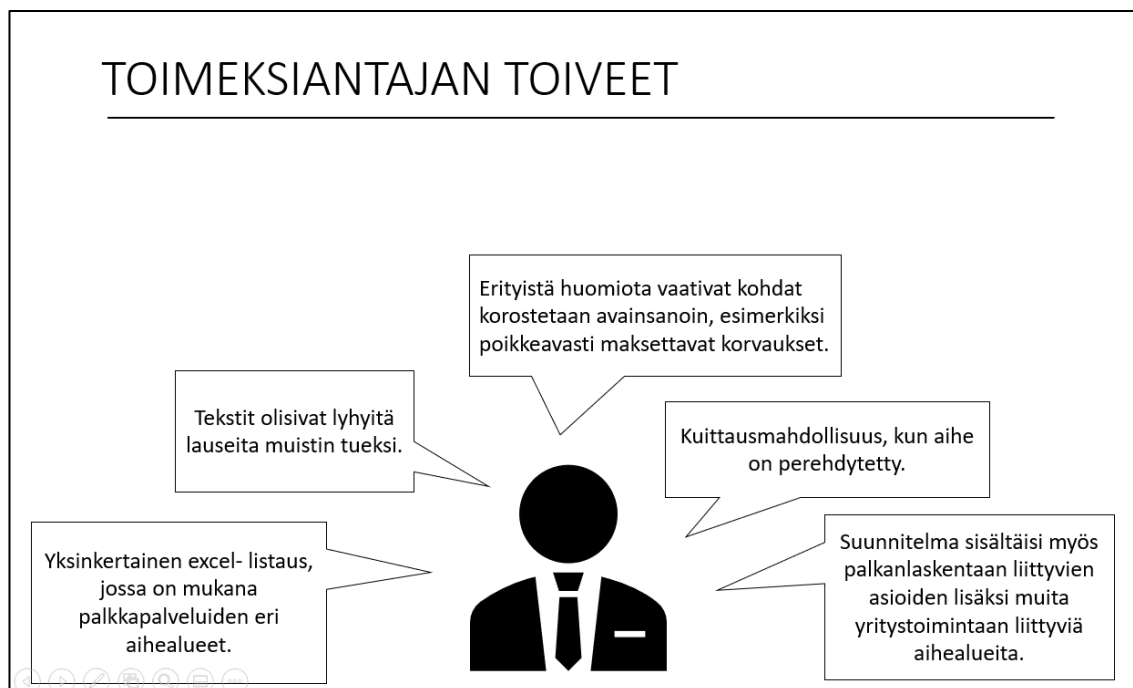 TOIMEKSIANTAJAN TOIVEET
Erityistä huomiota vaativat kohdat
korostetaan avainsanoin, esimerkiksi
poikkeavasti maksettavat korvaukset.
Tekstit olisivat lyhyitä
lauseita muistin tueksi.
Kuittausmahdollisuus, kun aihe
on perehdytetty.
Yksinkertainen excel- listaus,
jossa on mukana
palkkapalveluiden eri
aihealueet.
Suunnitelma sisältäisi myös
palkanlaskentaan liittyvien
asioiden lisäksi muita
yritystoimintaan liittyviä
aihealueita.